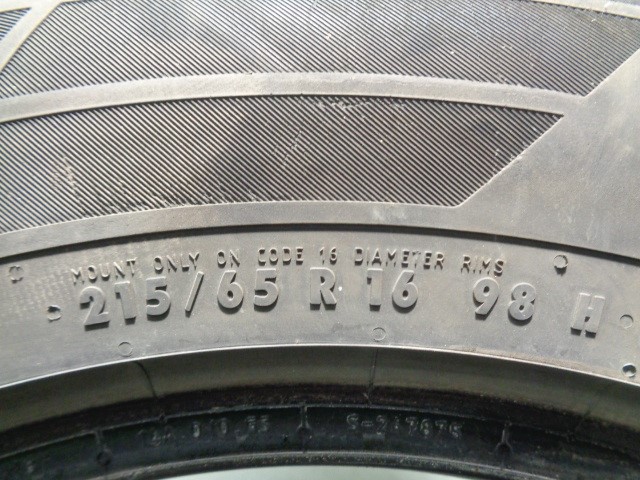 MOUNT ONLY ON CODE 16 DIAMETER RIMS
215/65 R 16 98 H